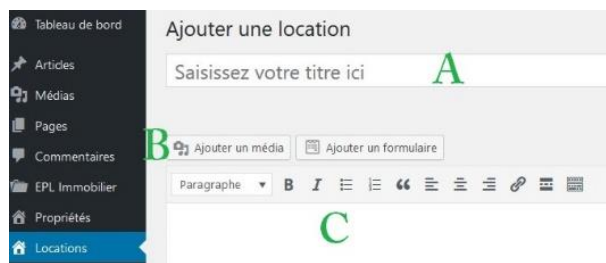 Tableau de bord
Articles
Médias
Pages
Commentaires
EPL Immobilier
Propriétés
Locations
Ajouter une location
Saisissez votre titre ici
A
B
Ajouter un média
Ajouter un formulaire
Paragraphe
B I
C